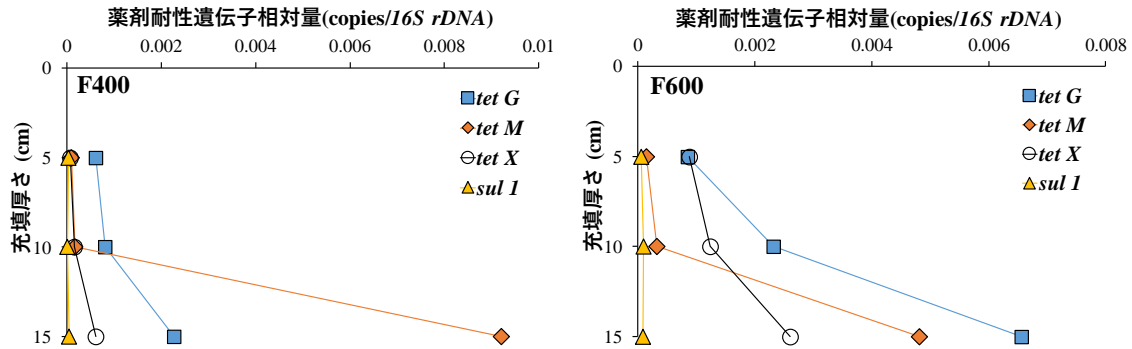 薬剤耐性遺伝子相対量(copies/16S rDNA)
0 0.002 0.004 0.006 0.008 0.01
0
5
10
15
充填厚さ (cm)
F400
tet G
tet M
tet X
sul 1
薬剤耐性遺伝子相対量(copies/16S rDNA)
0 0.002 0.004 0.006 0.008
0
5
10
15
充填厚さ (cm)
F600
tet G
tet M
tet X
sul 1